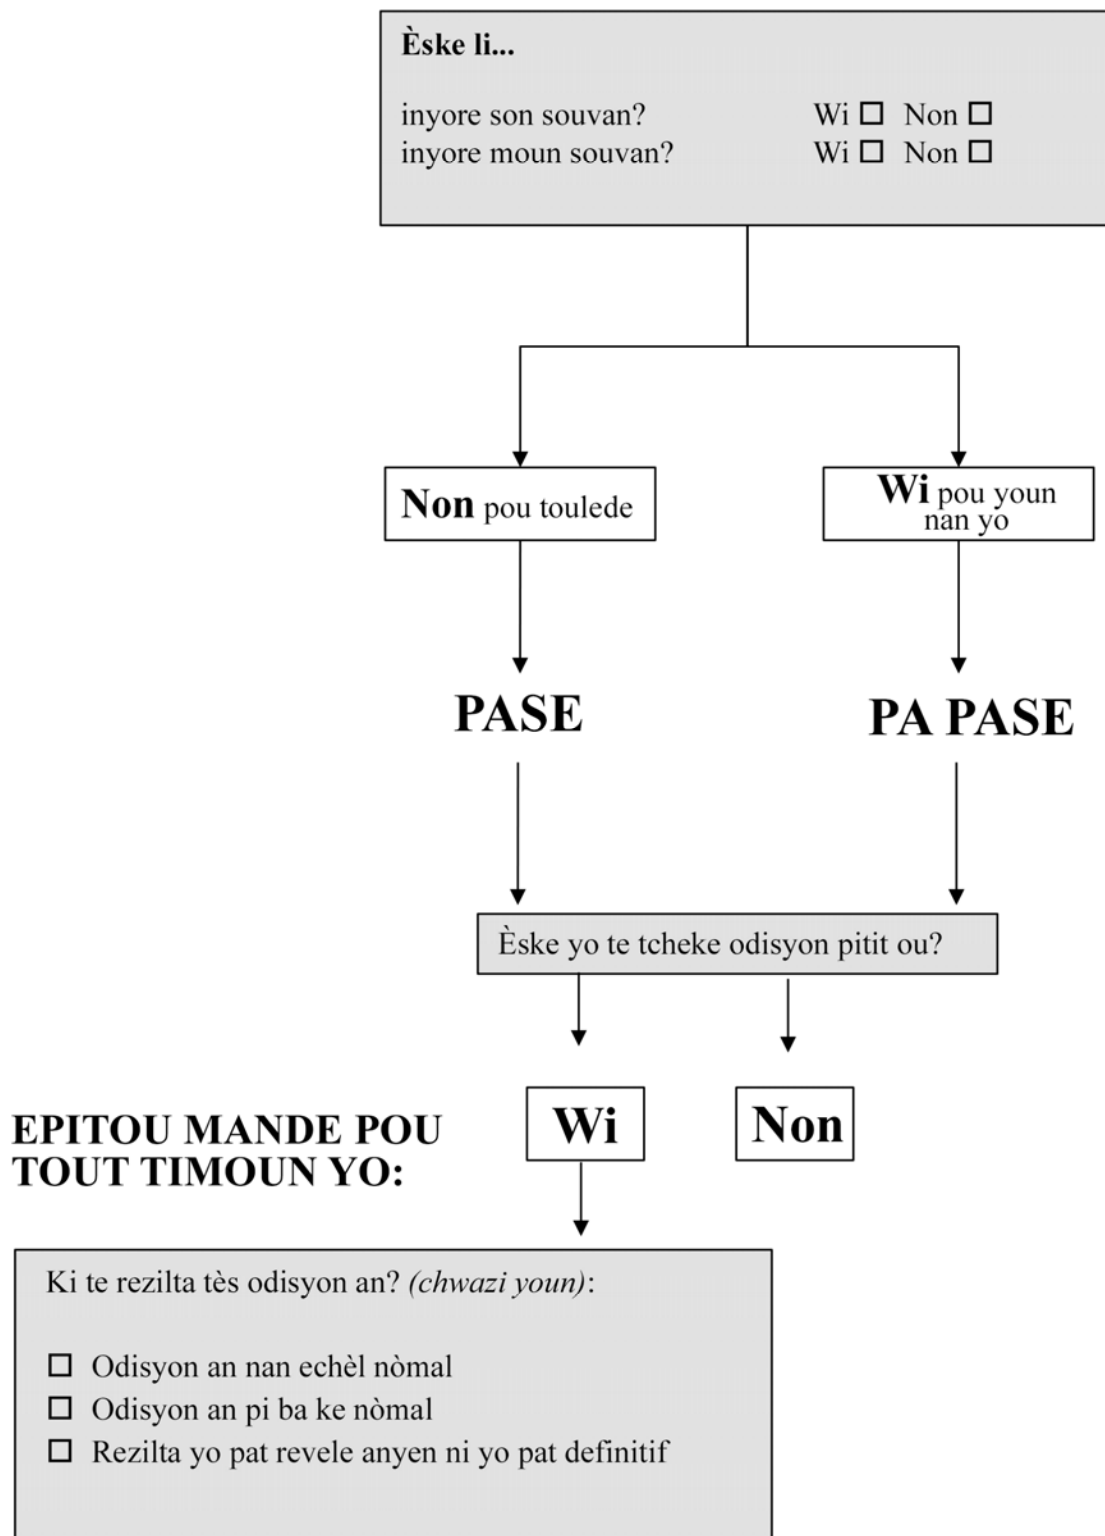 Èske li...
inyore son souvan? Wi ☐ Non ☐
inyore moun souvan? Wi ☐ Non ☐
Non pou toulede
Wi pou youn
nan yo
PASE
PA PASE
Èske yo te tcheke odisyon pitit ou?
Wi
Non
EPITOU MANDE POU
TOUT TIMOUN YO:
Ki te rezilta tès odisyon an? (chwazi youn):
☐ Odisyon an nan echèl nòmal
☐ Odisyon an pi ba ke nòmal
☐ Rezilta yo pat revele anyen ni yo pat definitif